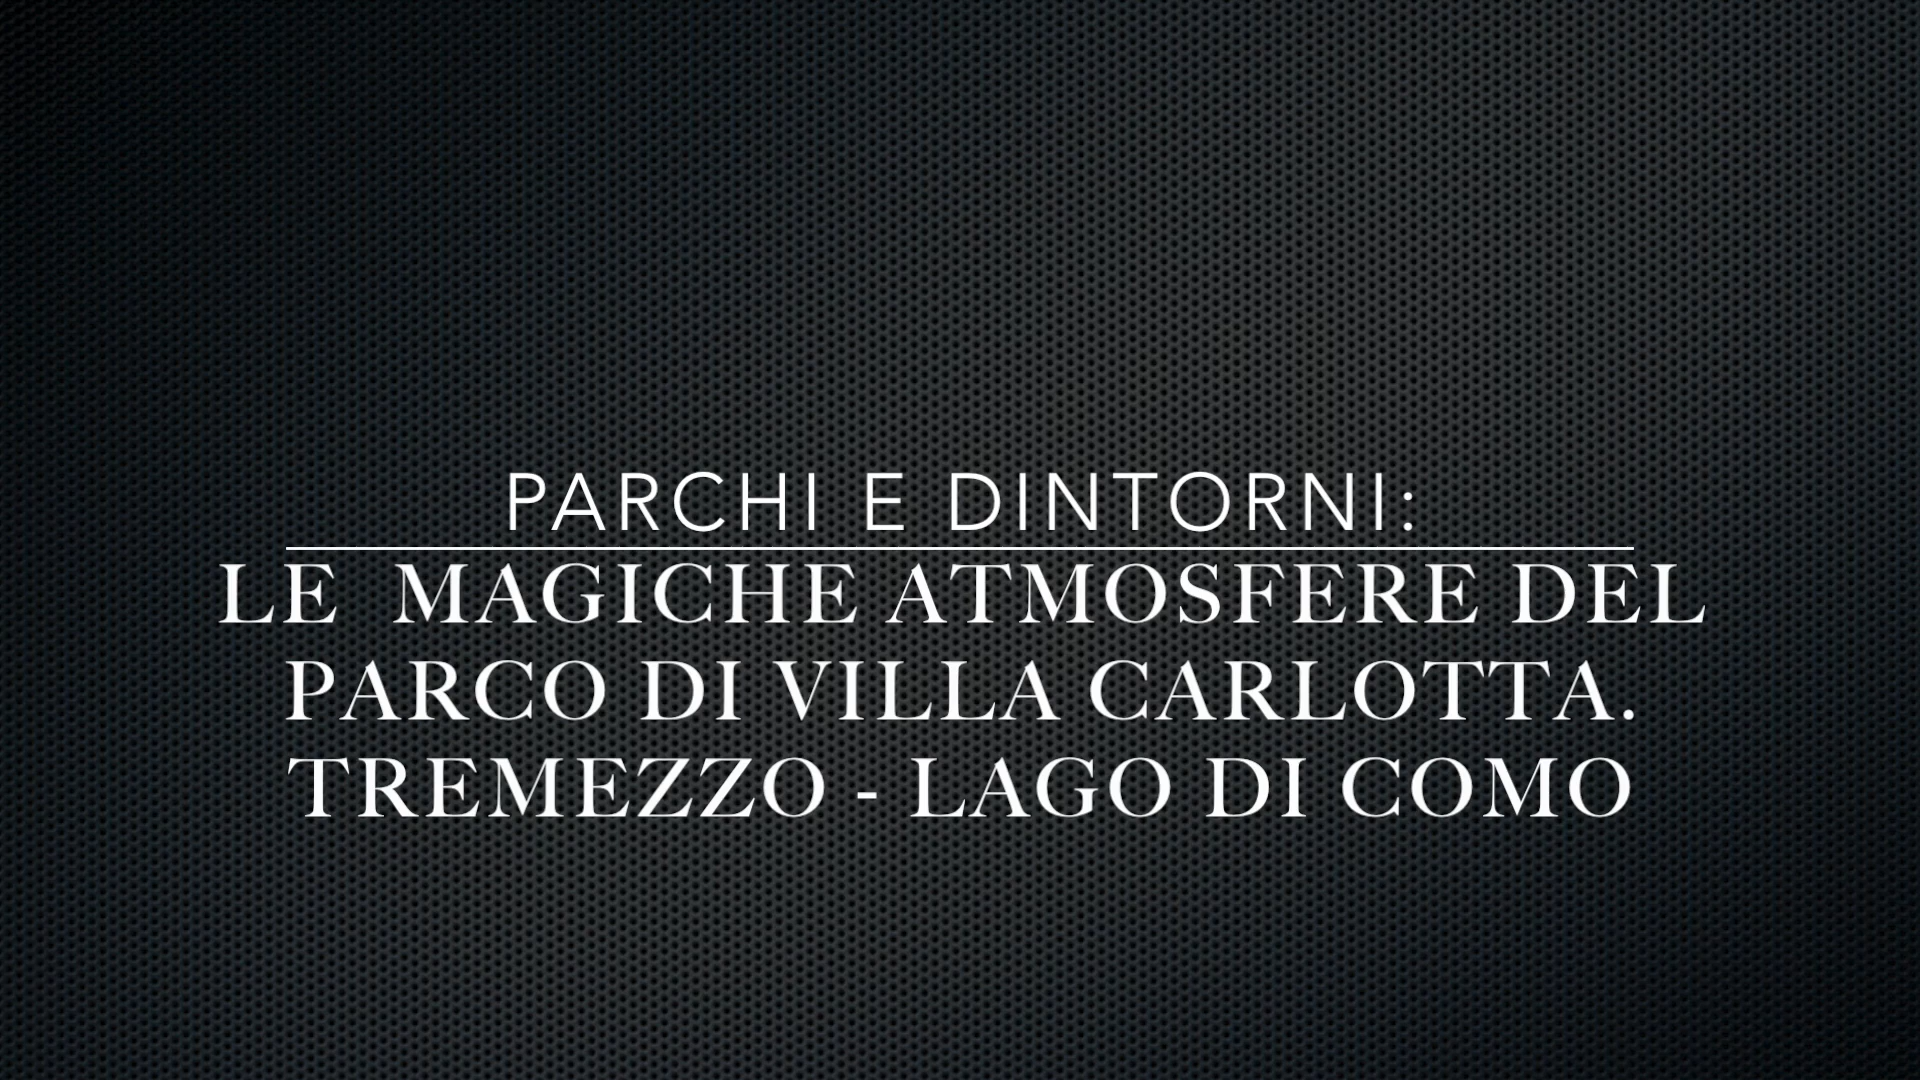 PARCHI E DINTORNI:
LE  MAGICHE ATMOSFERE DEL
PARCO DI VILLA CARLOTTA.
TREMEZZO - LAGO DI COMO